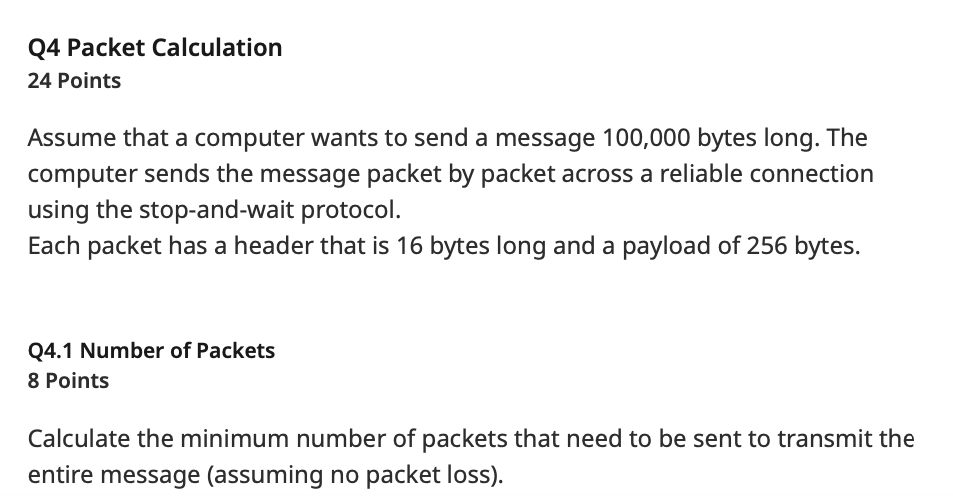 Q4 Packet Calculation
24 Points
Assume that a computer wants to send a message 100,000 bytes long. The
computer sends the message packet by packet across a reliable connection
using the stop-and-wait protocol.
Each packet has a header that is 16 bytes long and a payload of 256 bytes.
Q4.1 Number of Packets
8 Points
Calculate the minimum number of packets that need to be sent to transmit the
entire message (assuming no packet loss).